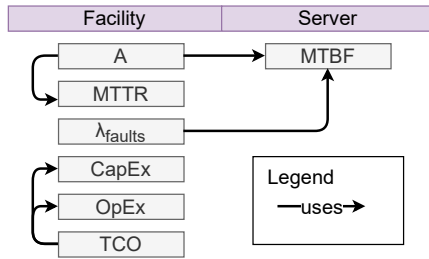 Facility Server
A MTBF
MTTR
λfaults
CapEx
OpEx
TCO
Legend
uses